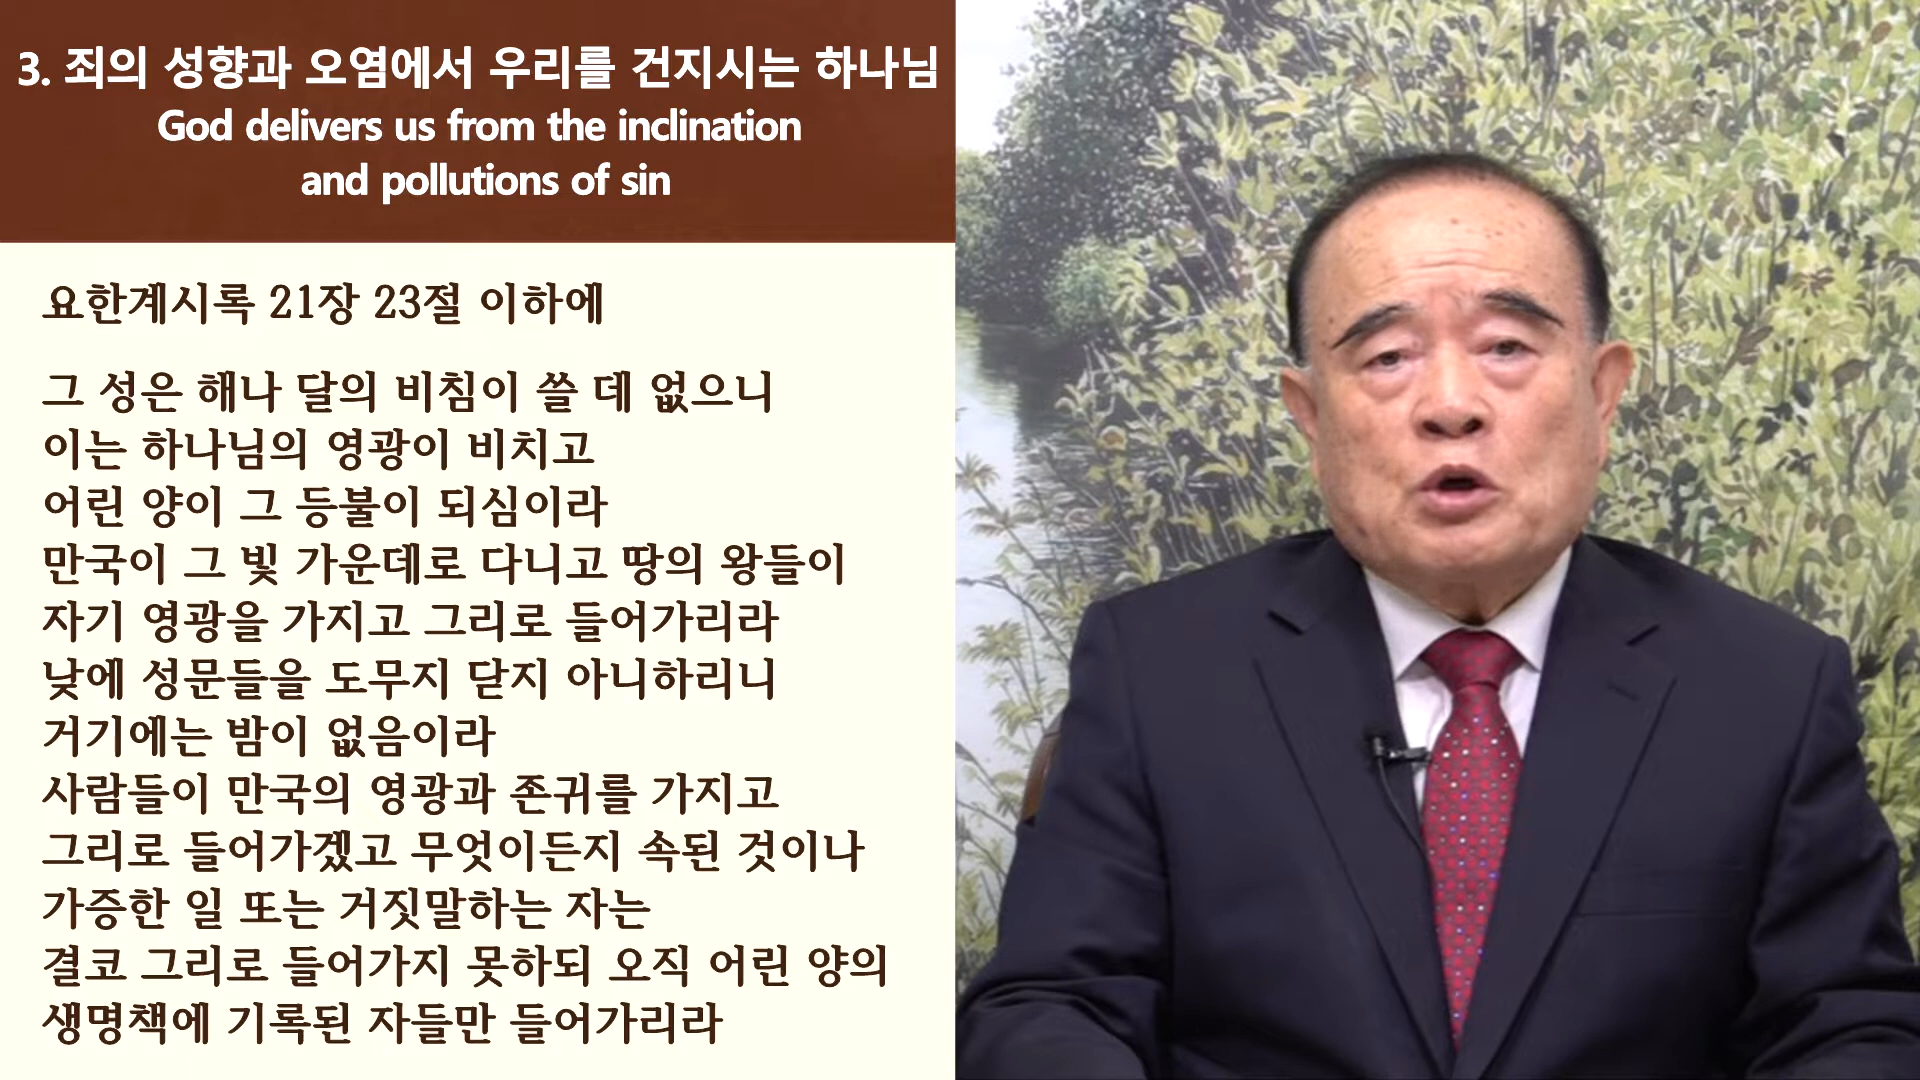 3. 죄의 성향과 오염에서 우리를 건지시는 하나님
God delivers us from the inclination
and pollutions of sin
요한계시록 21장 23절 이하에
그 성은 해나 달의 비침이 쓸 데 없으니
이는 하나님의 영광이 비치고
어린 양이 그 등불이 되심이라
만국이 그 빛 가운데로 다니고 땅의 왕들이
자기 영광을 가지고 그리로 들어가리라
낮에 성문들을 도무지 닫지 아니하리니
거기에는 밤이 없음이라
사람들이 만국의 영광과 존귀를 가지고
그리로 들어가겠고 무엇이든지 속된 것이나
가증한 일 또는 거짓말하는 자는
결코 그리로 들어가지 못하되 오직 어린 양의
생명책에 기록된 자들만 들어가리라